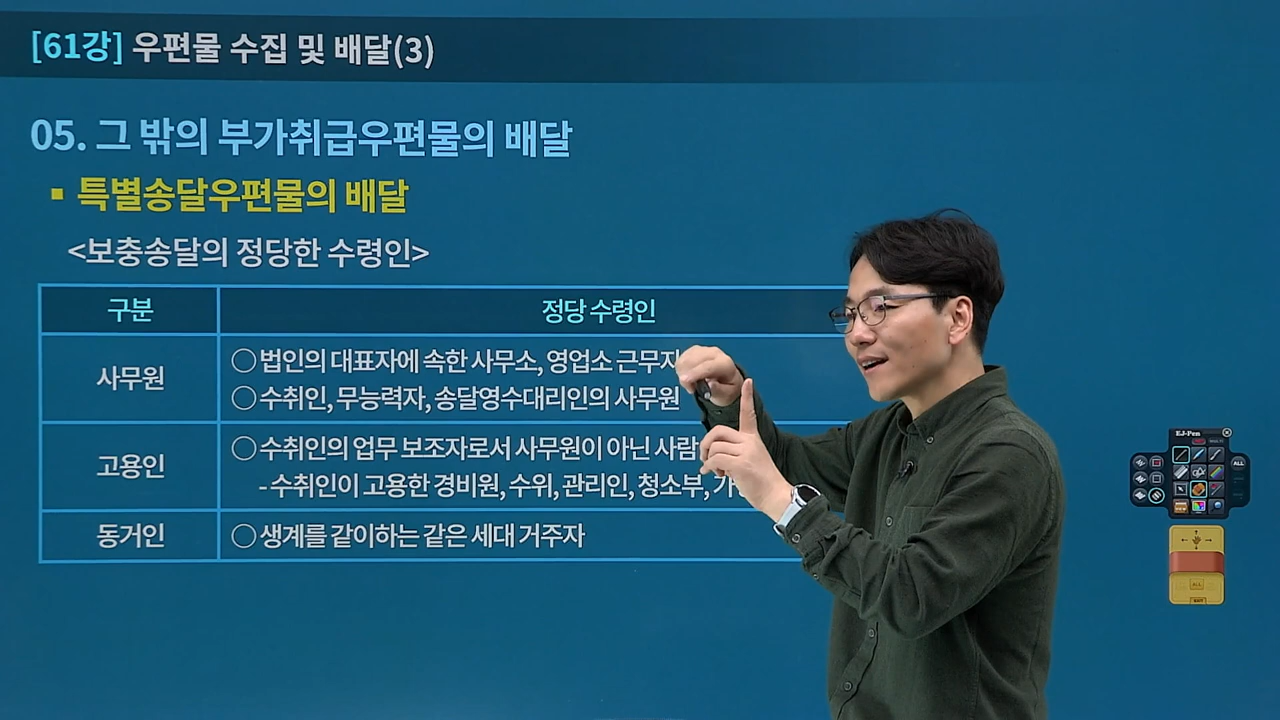 [61강] 우편물 수집 및 배달(3)
05. 그 밖의 부가취급우편물의 배달
▪ 특별송달우편물의 배달
<보충송달의 정당한 수령인>
구분
정당 수령인
사무원
○ 법인의 대표자에 속한 사무소, 영업소 근무자
○ 수취인, 무능력자, 송달영수대리인의 사무원
고용인
○ 수취인의 업무 보조자로서 사무원이 아닌 사람
- 수취인이 고용한 경비원, 수위, 관리인, 청소부,
동거인
○ 생계를 같이하는 같은 세대 거주자
EJ-Pen
ALL
ALL
EXIT